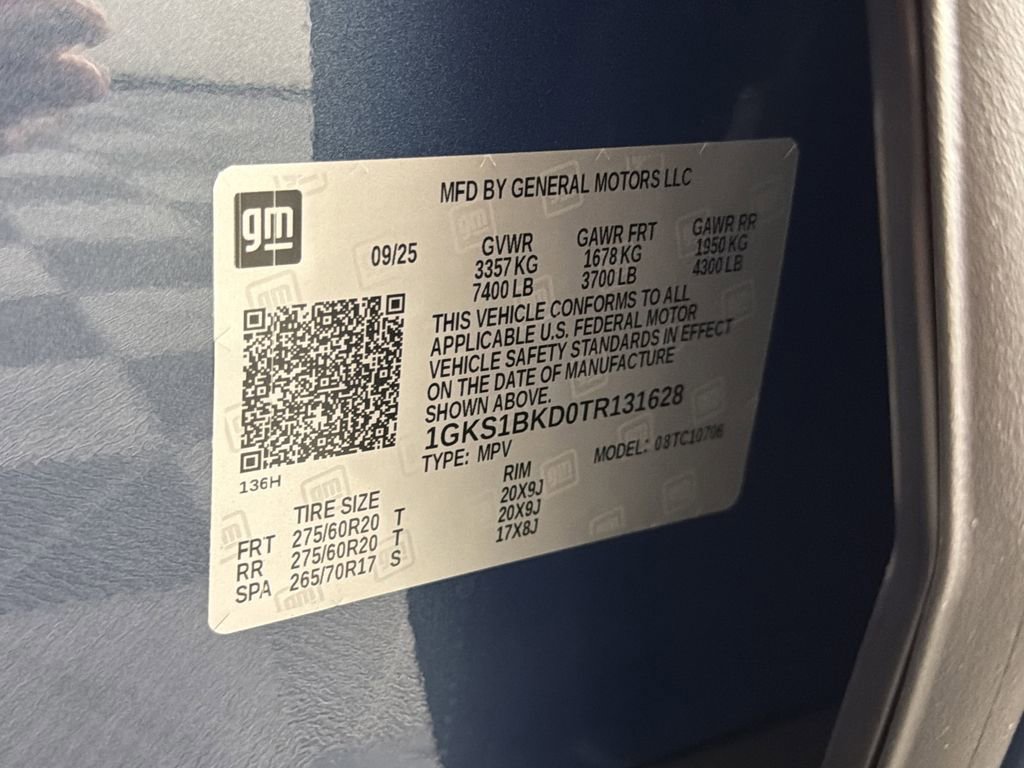 gm
MFD BY GENERAL MOTORS LLC
09/25
GVWR GAWR FRT GAWR RR
3357 KG 1678 KG 1950 KG
7400 LB 3700 LB 4300 LB
THIS VEHICLE CONFORMS TO ALL
APPLICABLE U.S. FEDERAL MOTOR
VEHICLE SAFETY STANDARDS IN EFFECT
ON THE DATE OF MANUFACTURE
SHOWN ABOVE.
1GKS1BKD0TR131628
TYPE: MPV MODEL: 08TC10706
136H
TIRE SIZE RIM
FRT 275/60R20 T 20X9J
RR 275/60R20 T 20X9J
SPA 265/70R17 S 17X8J